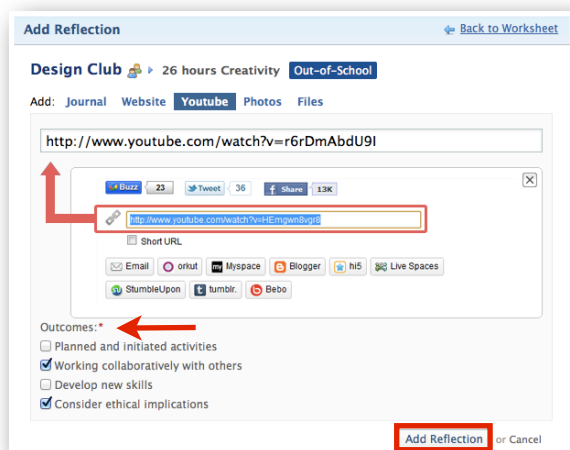 Add Reflection Back to Worksheet
Design Club 26 hours Creativity Out-of-School
Add: Journal Website Youtube Photos Files
http://www.youtube.com/watch?v=r6rDmAbdU9I
Buzz 23 Tweet 36 f Share 13K
http://www.youtube.com/watch?v=HEmgwn8vgr8
Short URL
Email orkut my Myspace Blogger hi5 Live Spaces
StumbleUpon t tumblr. Bebo
Outcomes:*
Planned and initiated activities
Working collaboratively with others
Develop new skills
Consider ethical implications
Add Reflection or Cancel